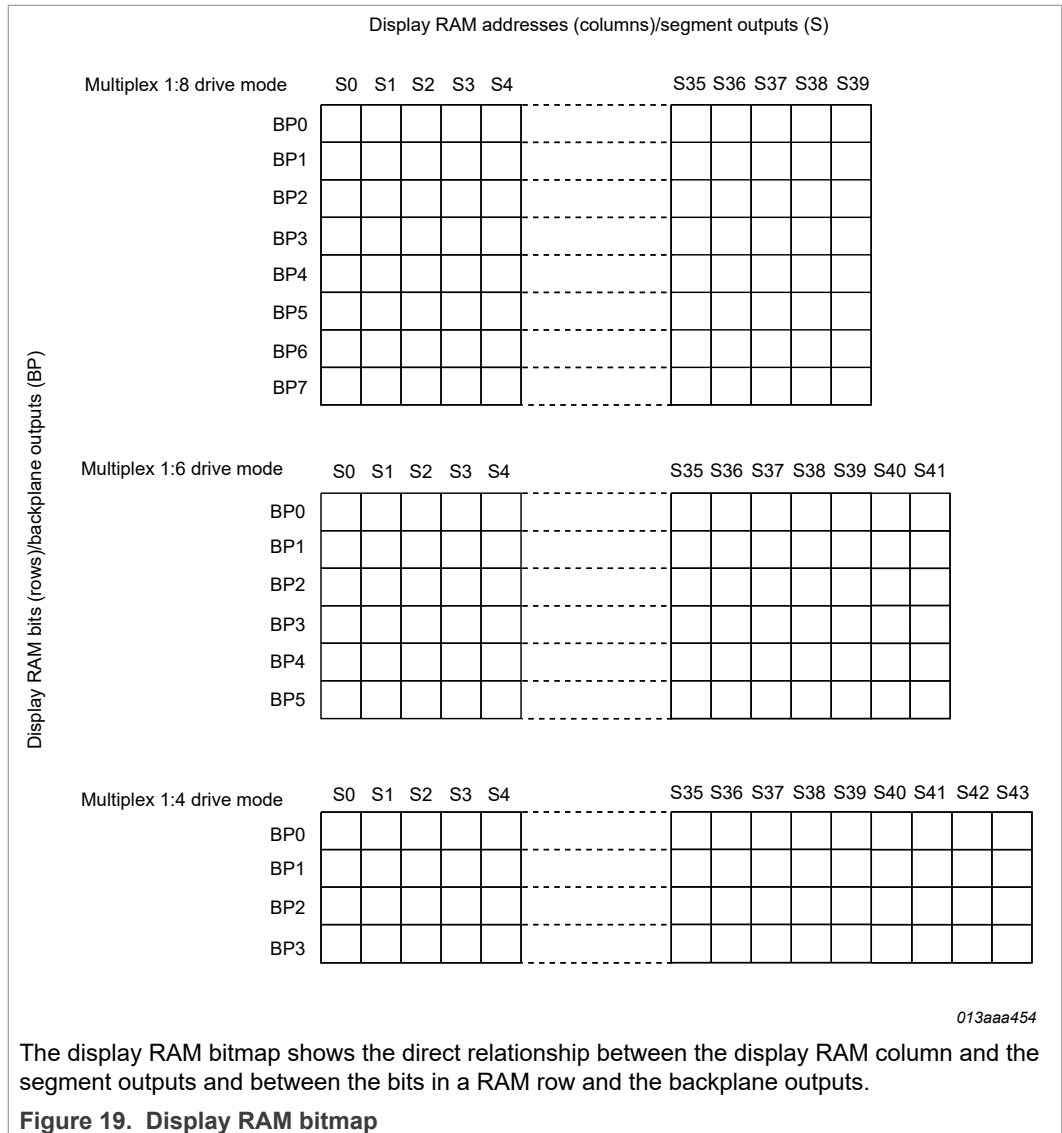 Display RAM addresses (columns)/segment outputs (S)
Display RAM bits (rows)/backplane outputs (BP)
Multiplex 1:8 drive mode S0 S1 S2 S3 S4 S35 S36 S37 S38 S39
BP0
BP1
BP2
BP3
BP4
BP5
BP6
BP7
Multiplex 1:6 drive mode S0 S1 S2 S3 S4 S35 S36 S37 S38 S39 S40 S41
BP0
BP1
BP2
BP3
BP4
BP5
Multiplex 1:4 drive mode S0 S1 S2 S3 S4 S35 S36 S37 S38 S39 S40 S41 S42 S43
BP0
BP1
BP2
BP3
013aaa454
The display RAM bitmap shows the direct relationship between the display RAM column and the
segment outputs and between the bits in a RAM row and the backplane outputs.
Figure 19. Display RAM bitmap